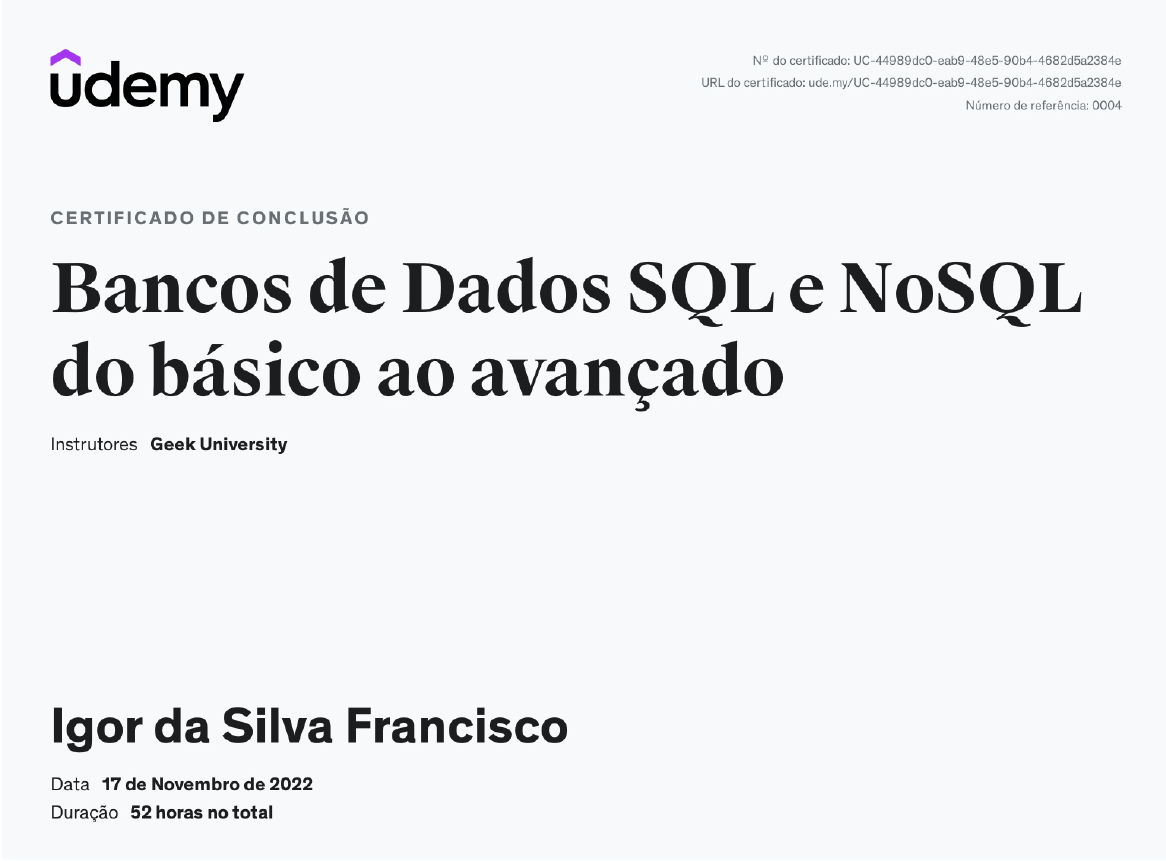 udemy
Nº do certificado: UC-44989dc0-eab9-48e5-90b4-4682d5a2384e
URL do certificado: ude.my/UC-44989dc0-eab9-48e5-90b4-4682d5a2384e
Número de referência: 0004
CERTIFICADO DE CONCLUSÃO
Bancos de Dados SQL e NoSQL
do básico ao avançado
Instrutores Geek University
Igor da Silva Francisco
Data 17 de Novembro de 2022
Duração 52 horas no total